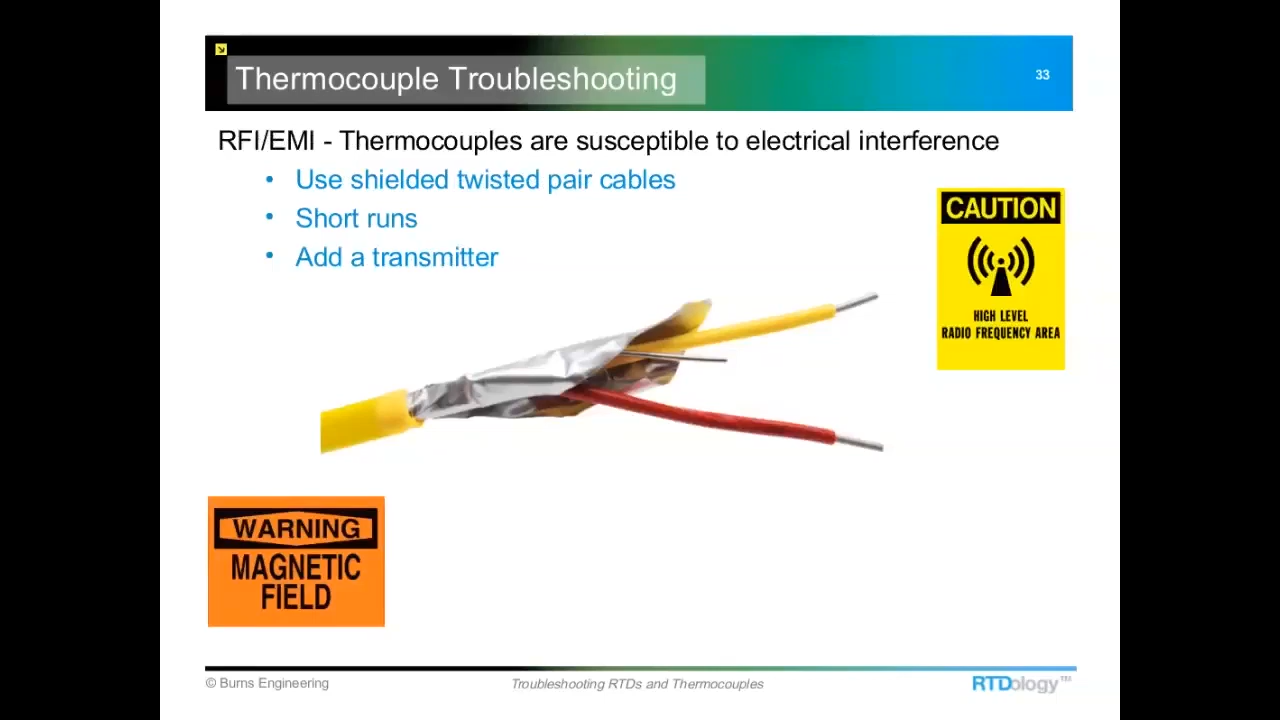 Thermocouple Troubleshooting
33
RFI/EMI - Thermocouples are susceptible to electrical interference
• Use shielded twisted pair cables
• Short runs
• Add a transmitter
CAUTION
HIGH LEVEL
RADIO FREQUENCY AREA
WARNING
MAGNETIC
FIELD
© Burns Engineering
Troubleshooting RTDs and Thermocouples
RTDology™